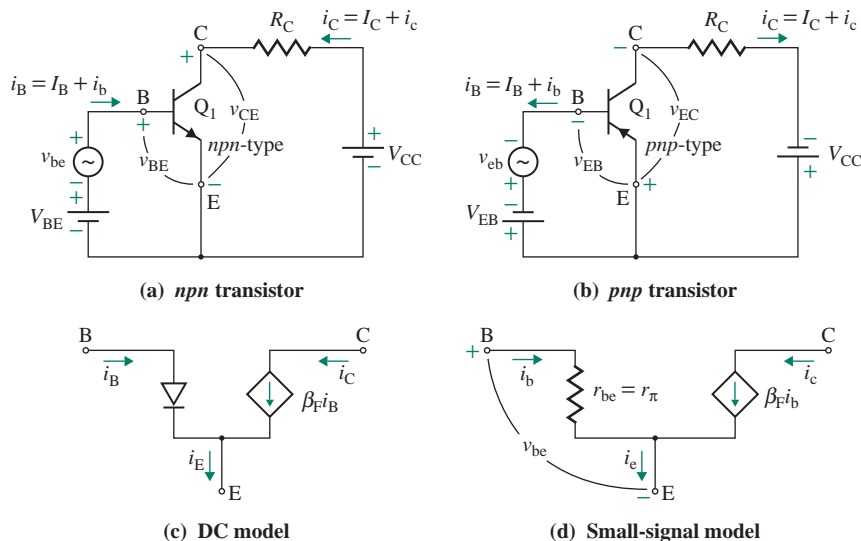 i_C = I_C + i_c
R_C
C
+
i_B = I_B + i_b
B
Q_1
v_CE
+
+
v_be
~
v_BE
npn-type
+
V_CC
−
−
+
V_BE
−
−
E
(a) npn transistor
i_C = I_C + i_c
R_C
C
−
i_B = I_B + i_b
B
Q_1
v_EC
−
−
v_eb
~
v_EB
pnp-type
−
V_CC
+
+
−
V_EB
+
+
E
(b) pnp transistor
B
C
i_B
i_C
β_F i_B
i_E
E
(c) DC model
B
C
+
i_b
i_c
r_be = r_π
β_F i_b
v_be
i_e
−
E
(d) Small-signal model